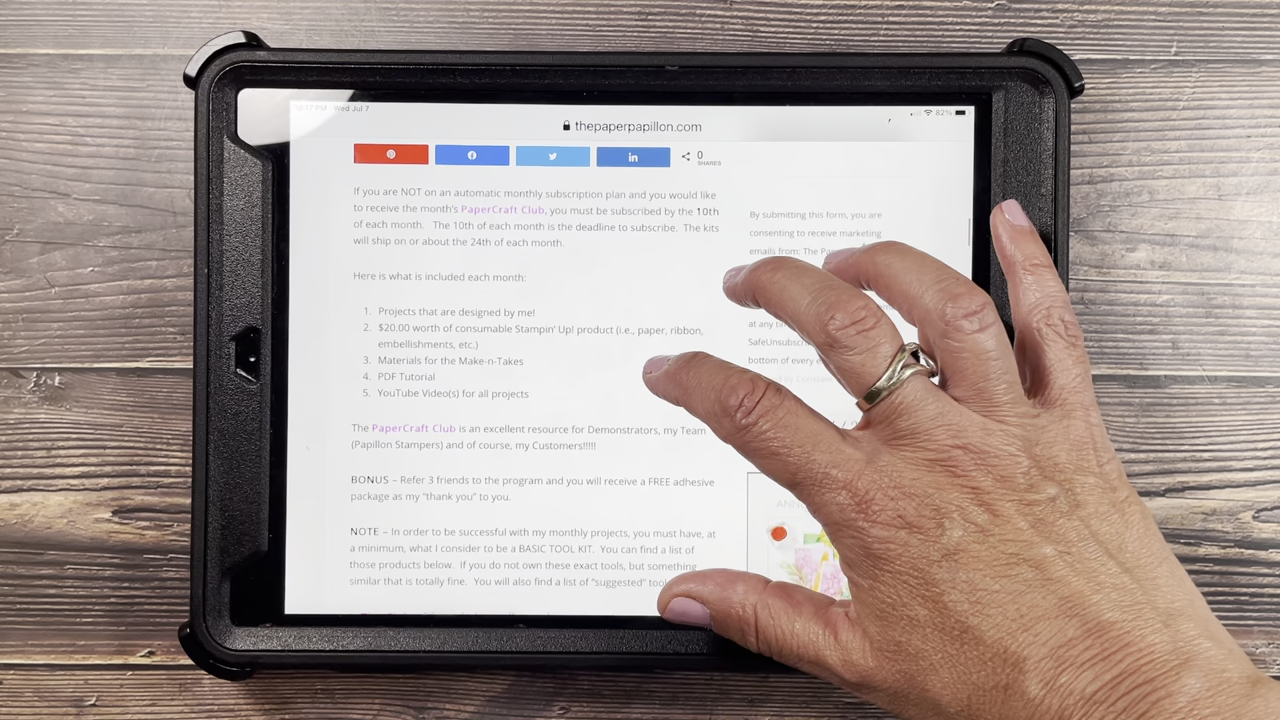 10:17 PM Wed Jul 7
82%
thepaperpapillon.com
in
0
SHARES
If you are NOT on an automatic monthly subscription plan and you would like
to receive the month's PaperCraft Club, you must be subscribed by the 10th
of each month. The 10th of each month is the deadline to subscribe. The kits
will ship on or about the 24th of each month.
Here is what is included each month:
1. Projects that are designed by me!
2. $20.00 worth of consumable Stampin' Up! product (i.e., paper, ribbon,
embellishments, etc.)
3. Materials for the Make-n-Takes
4. PDF Tutorial
5. YouTube Video(s) for all projects
The PaperCraft Club is an excellent resource for Demonstrators, my Team
(Papillon Stampers) and of course, my Customers!!!!!
BONUS – Refer 3 friends to the program and you will receive a FREE adhesive
package as my "thank you" to you.
NOTE – In order to be successful with my monthly projects, you must have, at
a minimum, what I consider to be a BASIC TOOL KIT. You can find a list of
those products below. If you do not own these exact tools, but something
similar that is totally fine. You will also find a list of "suggested"
By submitting this form, you are
consenting to receive marketing
emails from: The
at any
SafeUnsubscri
bottom of every